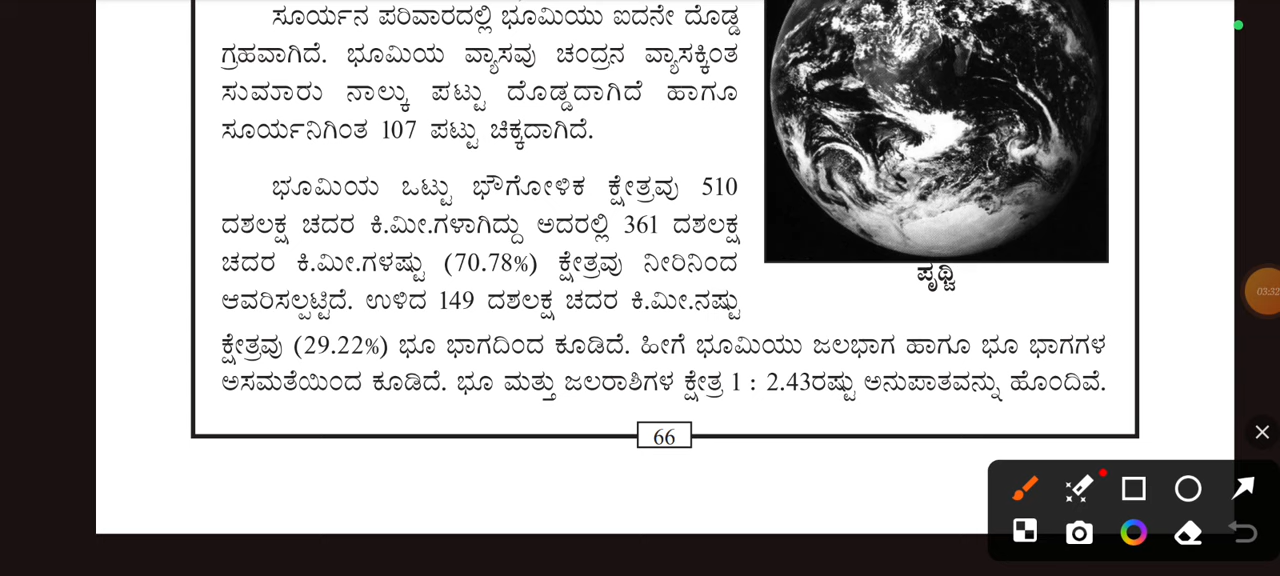 ಸೂರ್ಯನ ಪರಿವಾರದಲ್ಲಿ ಭೂಮಿಯು ಐದನೇ ದೊಡ್ಡ
ಗ್ರಹವಾಗಿದೆ. ಭೂಮಿಯ ವ್ಯಾಸವು ಚಂದ್ರನ ವ್ಯಾಸಕ್ಕಿಂತ
ಸುಮಾರು ನಾಲ್ಕು ಪಟ್ಟು ದೊಡ್ಡದಾಗಿದೆ ಹಾಗೂ
ಸೂರ್ಯನಿಗಿಂತ 107 ಪಟ್ಟು ಚಿಕ್ಕದಾಗಿದೆ.
ಭೂಮಿಯ ಒಟ್ಟು ಭೌಗೋಳಿಕ ಕ್ಷೇತ್ರವು 510
ದಶಲಕ್ಷ ಚದರ ಕಿ.ಮೀ.ಗಳಾಗಿದ್ದು ಅದರಲ್ಲಿ 361 ದಶಲಕ್ಷ
ಚದರ ಕಿ.ಮೀ.ಗಳಷ್ಟು (70.78%) ಕ್ಷೇತ್ರವು ನೀರಿನಿಂದ
ಆವರಿಸಲ್ಪಟ್ಟಿದೆ. ಉಳಿದ 149 ದಶಲಕ್ಷ ಚದರ ಕಿ.ಮೀ.ನಷ್ಟು
ಪೃಥ್ವಿ
ಕ್ಷೇತ್ರವು (29.22%) ಭೂ ಭಾಗದಿಂದ ಕೂಡಿದೆ. ಹೀಗೆ ಭೂಮಿಯು ಜಲಭಾಗ ಹಾಗೂ ಭೂ ಭಾಗಗಳ
ಅಸಮತೆಯಿಂದ ಕೂಡಿದೆ. ಭೂ ಮತ್ತು ಜಲರಾಶಿಗಳ ಕ್ಷೇತ್ರ 1 : 2.43ರಷ್ಟು ಅನುಪಾತವನ್ನು ಹೊಂದಿವೆ.
66
03:32